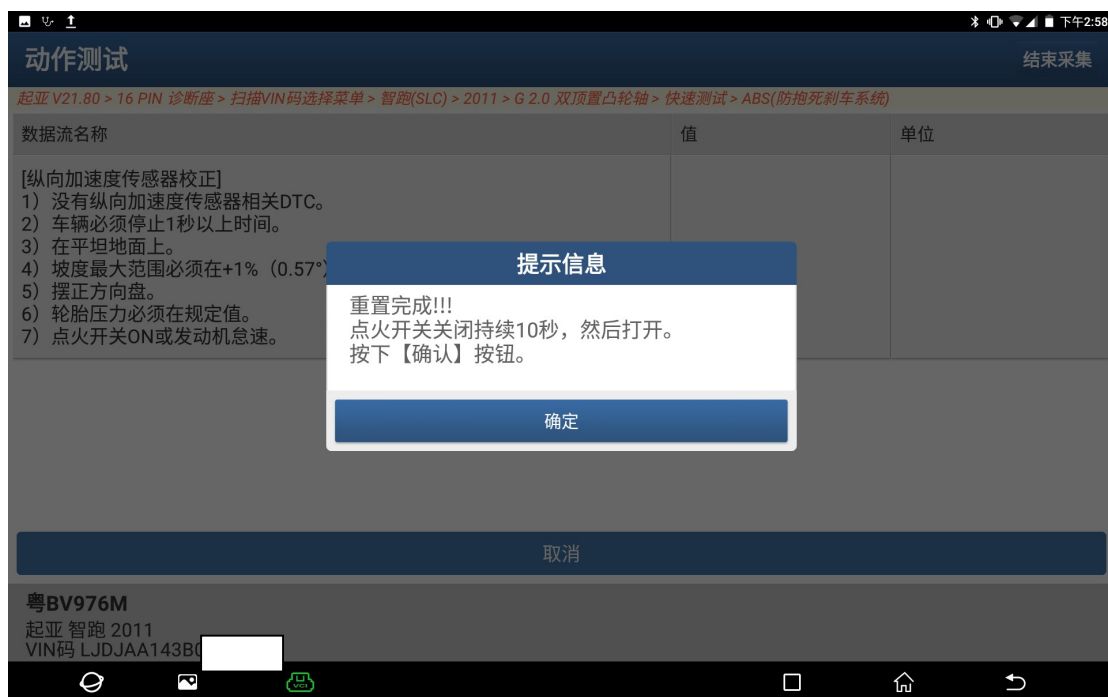 下午2:58
动作测试
结束采集
起亚 V21.80 > 16 PIN 诊断座 > 扫描VIN码选择菜单 > 智跑(SLC) > 2011 > G 2.0 双顶置凸轮轴 > 快速测试 > ABS(防抱死刹车系统)
数据流名称 值 单位
[纵向加速度传感器校正]
1）没有纵向加速度传感器相关DTC。
2）车辆必须停止1秒以上时间。
3）在平坦地面上。
4）坡度最大范围必须在+1%（0.57°）
5）摆正方向盘。
6）轮胎压力必须在规定值。
7）点火开关ON或发动机怠速。
提示信息
重置完成!!!
点火开关关闭持续10秒，然后打开。
按下【确认】按钮。
确定
取消
粤BV976M
起亚 智跑 2011
VIN码 LJDJAA143B0
VCI